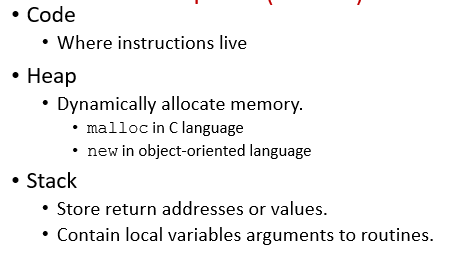 • Code
• Where instructions live
• Heap
• Dynamically allocate memory.
• malloc in C language
• new in object-oriented language
• Stack
• Store return addresses or values.
• Contain local variables arguments to routines.